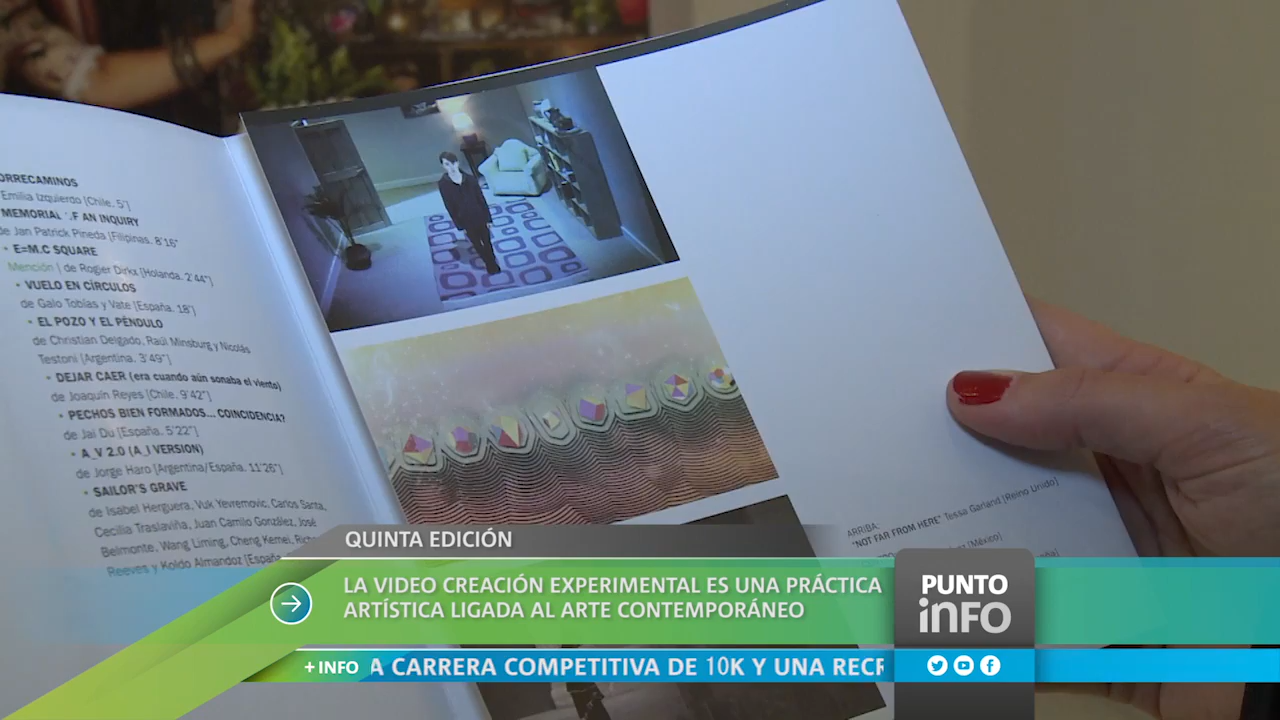 ORRECAMINOS
Emilia Izquierdo [Chile. 5']
MEMORIAL OF AN INQUIRY
de Jan Patrick Pineda [Filipinas. 8'16"
• E=M.C SQUARE
Mención | de Rogier Dirkx [Holanda. 2'44"]
• VUELO EN CÍRCULOS
de Galo Tobías y Vate [España. 18']
• EL POZO Y EL PÉNDULO
de Christian Delgado, Raúl Minsburg y Nicolás
Testoni [Argentina. 3'49"]
• DEJAR CAER (era cuando aún sonaba el viento)
de Joaquín Reyes [Chile. 9'42"]
• PECHOS BIEN FORMADOS... COINCIDENCIA?
de Jai Du [España. 5'22"]
• A_V 2.0 (A_I VERSION)
de Jorge Haro [Argentina/España. 11'26"]
• SAILOR'S GRAVE
de Isabel Herguera, Vuk Yevremovic, Carlos Santa,
Cecilia Traslaviña, Juan Camilo González, José
Belmonte, Wang Liming, Cheng Kemei,
Reeves y Koldo Almandoz [España
ARRIBA:
"NOT FAR FROM HERE" Tessa Garland [Reino Unido]
[México]
QUINTA EDICIÓN
LA VIDEO CREACIÓN EXPERIMENTAL ES UNA PRÁCTICA
ARTÍSTICA LIGADA AL ARTE CONTEMPORÁNEO
PUNTO
iNFO
+ INFO A CARRERA COMPETITIVA DE 10K Y UNA RECR